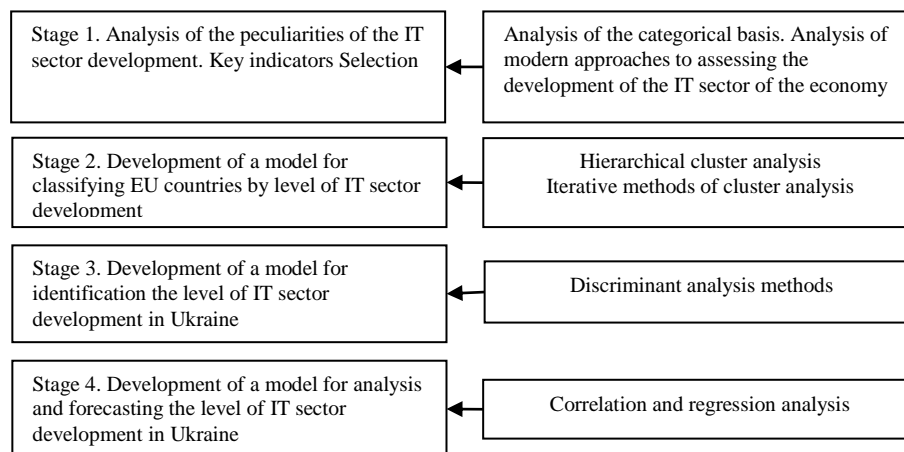 Stage 1. Analysis of the peculiarities of the IT
sector development. Key indicators Selection
Analysis of the categorical basis. Analysis of
modern approaches to assessing the
development of the IT sector of the economy
Stage 2. Development of a model for
classifying EU countries by level of IT sector
development
Hierarchical cluster analysis
Iterative methods of cluster analysis
Stage 3. Development of a model for
identification the level of IT sector
development in Ukraine
Discriminant analysis methods
Stage 4. Development of a model for analysis
and forecasting the level of IT sector
development in Ukraine
Correlation and regression analysis